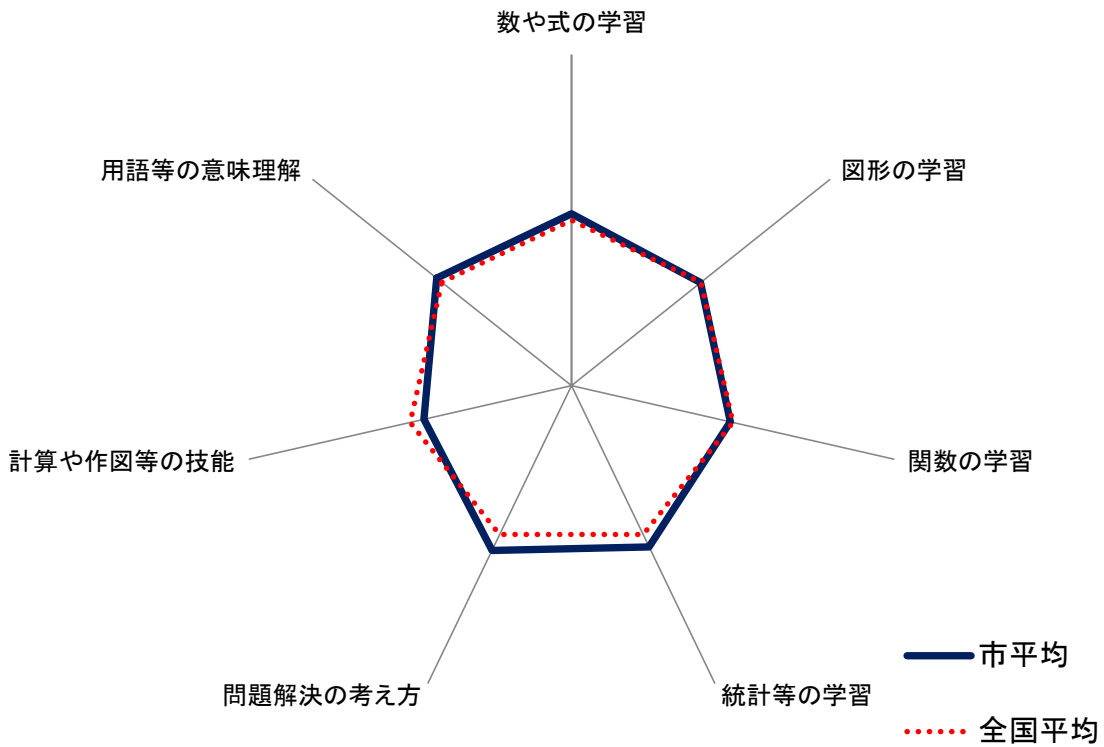 数や式の学習
用語等の意味理解
図形の学習
計算や作図等の技能
関数の学習
問題解決の考え方
統計等の学習
市平均
全国平均